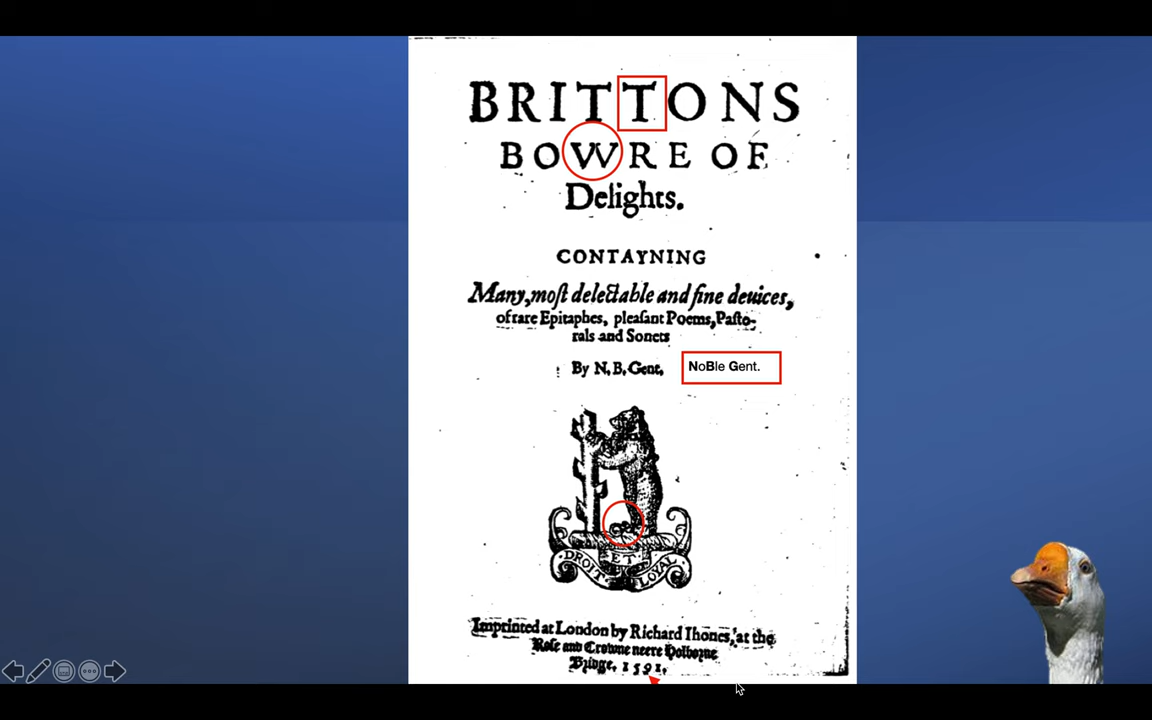 BRITTONS
BOWRE OF
Delights.
CONTAYNING
Many, moſt delectable and fine deuices,
of rare Epitaphes, pleaſant Poems, Paſto-
rals and Sonets
By N. B. Gent.
NoBle Gent.
DROIT ET LOYAL
Imprinted at London by Richard Ihones, at the
Roſe and Crowne neere Holborne
Bridge. 1591.